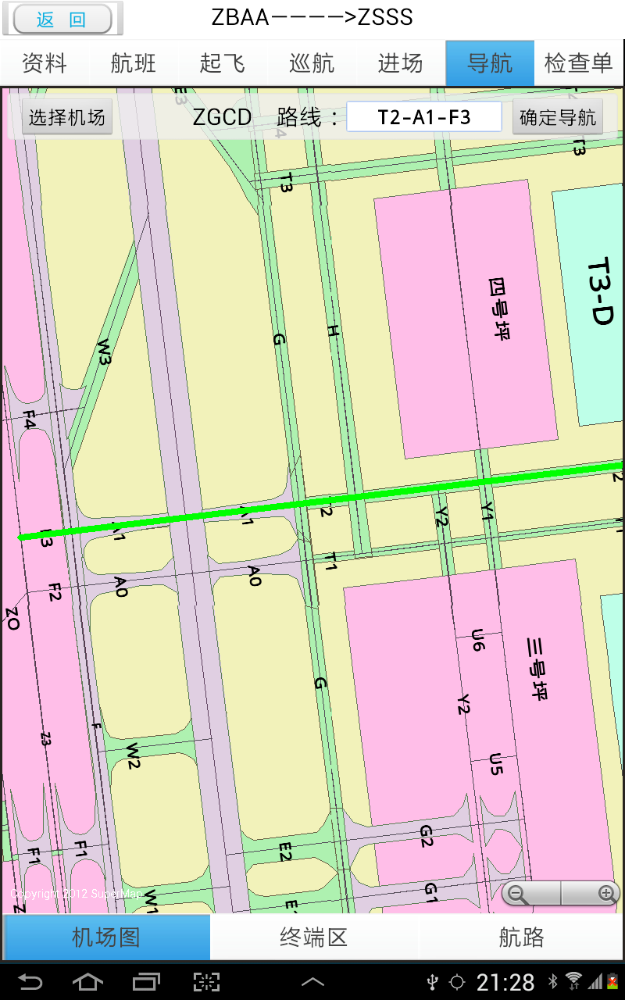 返 回
ZBAA————>ZSSS
资料 航班 起飞 巡航 进场 导航 检查单
选择机场 ZGCD 路线： T2-A1-F3 确定导航
E3
T3
T3
四号坪
T3-D
W3
G
H
F4
A1
A1
T2
Y2
Y1
F3
T1
A0
A0
F2
ZO
U6
三号坪
G
Y2
F
Z3
W2
U5
E2
G2
F1
F1
W1
G1
Copyright 2012 SuperMap
机场图 终端区 航路
21:28